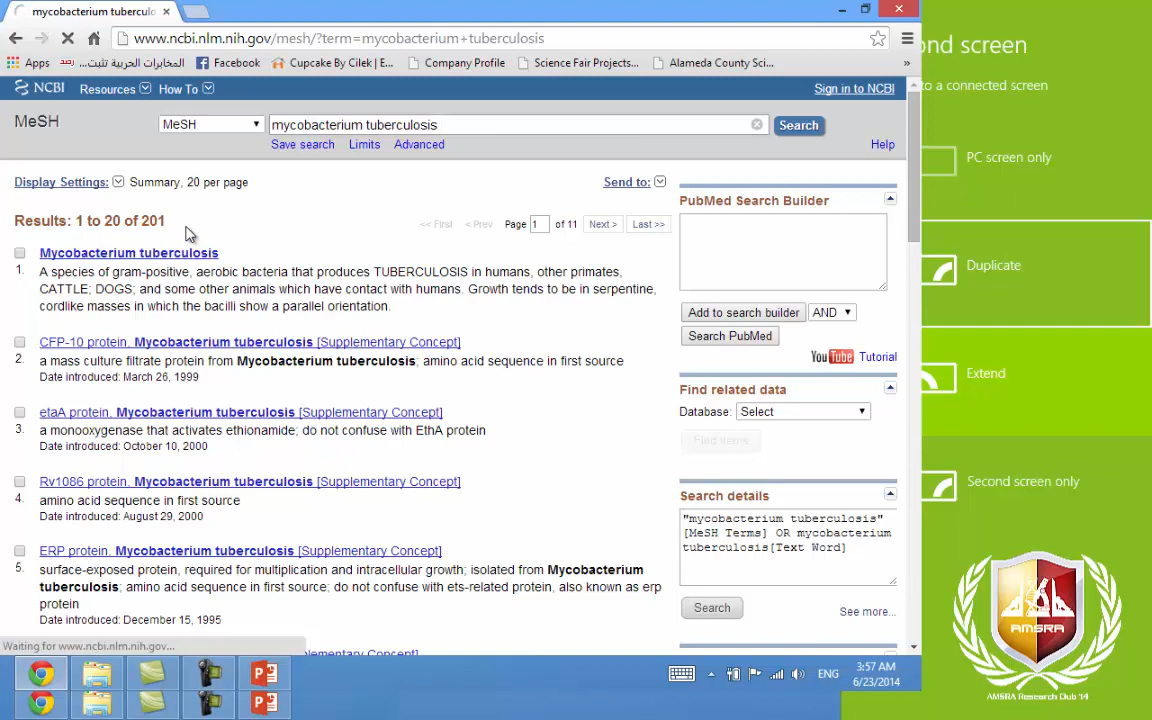 mycobacterium tuberculo
www.ncbi.nlm.nih.gov/mesh/?term=mycobacterium+tuberculosis
Apps
المخابرات الحربية تثبت... رصد
Facebook
Cupcake By Cilek | E...
Company Profile
Science Fair Projects...
Alameda County Sci...
»
NCBI Resources How To
Sign in to NCBI
MeSH
MeSH
mycobacterium tuberculosis
Search
Save search Limits Advanced
Help
Display Settings: Summary, 20 per page
Send to:
Results: 1 to 20 of 201
<< First < Prev Page 1 of 11 Next > Last >>
Mycobacterium tuberculosis
1. A species of gram-positive, aerobic bacteria that produces TUBERCULOSIS in humans, other primates,
CATTLE; DOGS; and some other animals which have contact with humans. Growth tends to be in serpentine,
cordlike masses in which the bacilli show a parallel orientation.
CFP-10 protein, Mycobacterium tuberculosis [Supplementary Concept]
2. a mass culture filtrate protein from Mycobacterium tuberculosis; amino acid sequence in first source
Date introduced: March 26, 1999
etaA protein, Mycobacterium tuberculosis [Supplementary Concept]
3. a monooxygenase that activates ethionamide; do not confuse with EthA protein
Date introduced: October 10, 2000
Rv1086 protein, Mycobacterium tuberculosis [Supplementary Concept]
4. amino acid sequence in first source
Date introduced: August 29, 2000
ERP protein, Mycobacterium tuberculosis [Supplementary Concept]
5. surface-exposed protein, required for multiplication and intracellular growth; isolated from Mycobacterium
tuberculosis; amino acid sequence in first source; do not confuse with ets-related protein, also known as erp
protein
Date introduced: December 15, 1995
PubMed Search Builder
Add to search builder AND
Search PubMed
YouTube Tutorial
Find related data
Database: Select
Find items
Search details
"mycobacterium tuberculosis"
[MeSH Terms] OR mycobacterium
tuberculosis[Text Word]
Search
See more...
Waiting for www.ncbi.nlm.nih.gov...
ENG
3:57 AM
6/23/2014
ond screen
to a connected screen
PC screen only
Duplicate
Extend
Second screen only
AMSRA
AMSRA Research Club '14